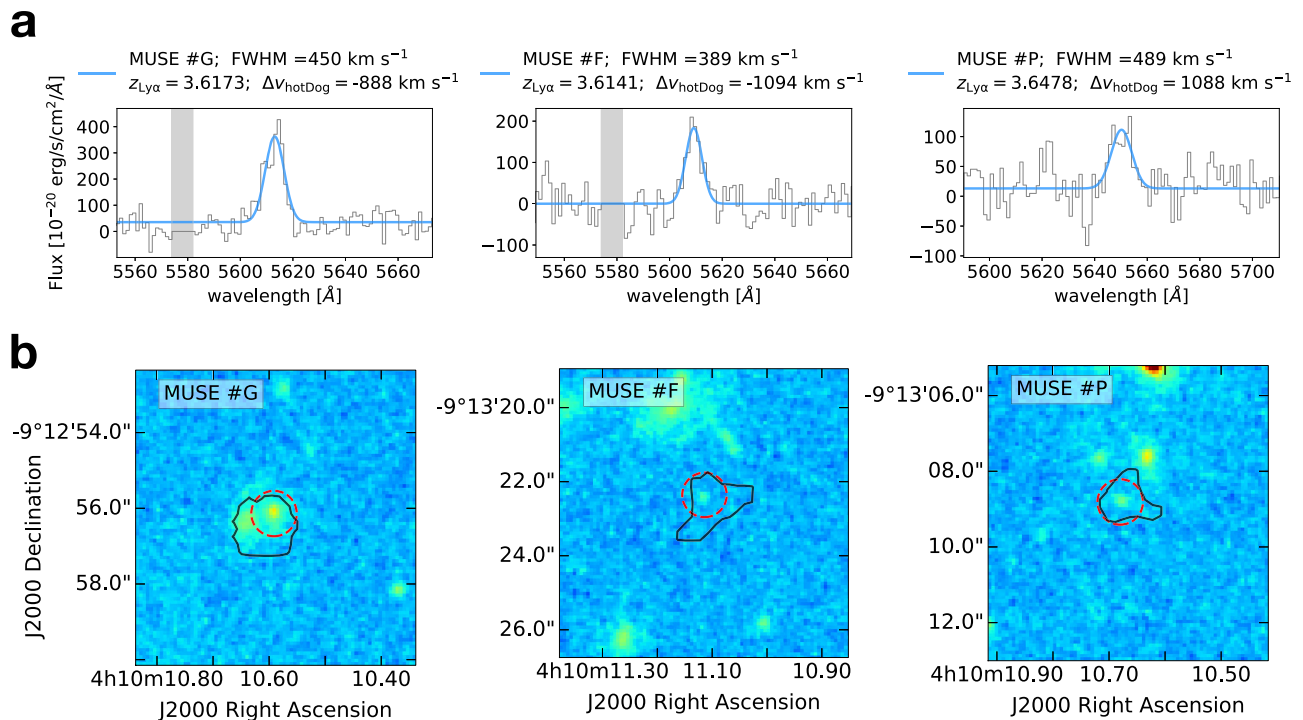 a
MUSE #G; FWHM =450 km s⁻¹
z_Lyα = 3.6173; Δv_hotDog = -888 km s⁻¹
MUSE #F; FWHM =389 km s⁻¹
z_Lyα = 3.6141; Δv_hotDog = -1094 km s⁻¹
MUSE #P; FWHM =489 km s⁻¹
z_Lyα = 3.6478; Δv_hotDog = 1088 km s⁻¹
Flux [10⁻²⁰ erg/s/cm²/Å]
400
300
200
100
0
5560 5580 5600 5620 5640 5660
wavelength [Å]
200
100
0
−100
5560 5580 5600 5620 5640 5660
wavelength [Å]
100
50
0
−50
−100
5600 5620 5640 5660 5680 5700
wavelength [Å]
b
MUSE #G
J2000 Declination
-9°12'54.0"
56.0"
58.0"
4h10m10.80 10.60 10.40
J2000 Right Ascension
MUSE #F
-9°13'20.0"
22.0"
24.0"
26.0"
4h10m11.30 11.10 10.90
J2000 Right Ascension
MUSE #P
-9°13'06.0"
08.0"
10.0"
12.0"
4h10m10.90 10.70 10.50
J2000 Right Ascension